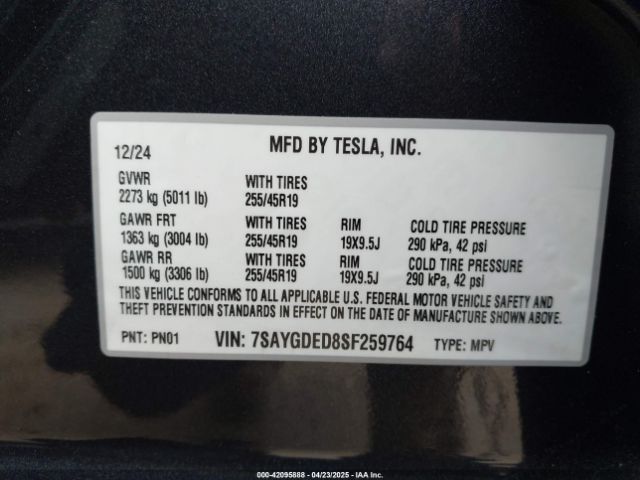 12/24 MFD BY TESLA, INC.
GVWR WITH TIRES
2273 kg (5011 lb) 255/45R19
GAWR FRT WITH TIRES RIM COLD TIRE PRESSURE
1363 kg (3004 lb) 255/45R19 19X9.5J 290 kPa, 42 psi
GAWR RR WITH TIRES RIM COLD TIRE PRESSURE
1500 kg (3306 lb) 255/45R19 19X9.5J 290 kPa, 42 psi
THIS VEHICLE CONFORMS TO ALL APPLICABLE U.S. FEDERAL MOTOR VEHICLE SAFETY AND
THEFT PREVENTION STANDARDS IN EFFECT ON THE DATE OF MANUFACTURE SHOWN ABOVE.
PNT: PN01 VIN: 7SAYGDED8SF259764 TYPE: MPV
000-42095888 - 04/23/2025 - © IAA Inc.